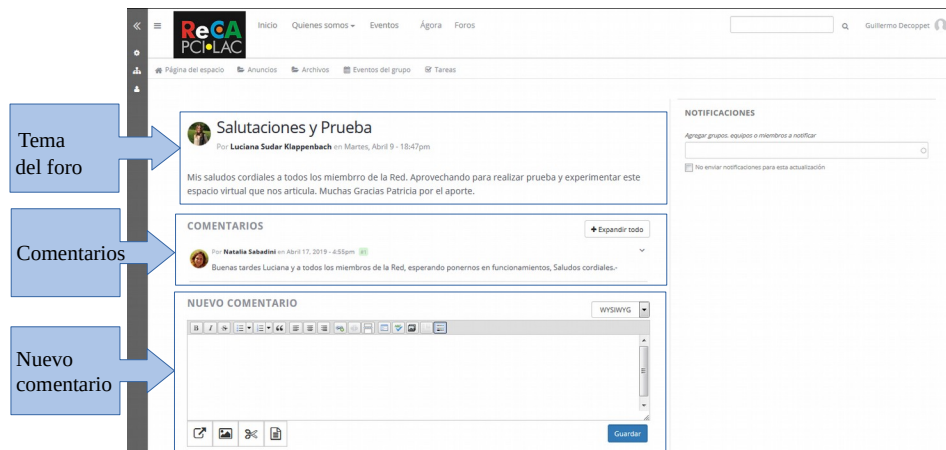 ReCA
PCI•LAC
Inicio Quienes somos Eventos Ágora Foros
Guillermo Decoppet
Página del espacio Anuncios Archivos Eventos del grupo Tareas
Tema
del foro
Salutaciones y Prueba
Por Luciana Sudar Klappenbach en Martes, Abril 9 - 18:47pm
Mis saludos cordiales a todos los miembrro de la Red. Aprovechando para realizar prueba y experimentar este
espacio virtual que nos articula. Muchas Gracias Patricia por el aporte.
NOTIFICACIONES
Agregar grupos, equipos o miembros a notificar
No enviar notificaciones para esta actualización
Comentarios
COMENTARIOS
+ Expandir todo
Por Natalia Sabadini en Abril 17, 2019 - 4:55pm #1
Buenas tardes Luciana y a todos los miembros de la Red, esperando ponernos en funcionamientos, Saludos cordiales.-
Nuevo
comentario
NUEVO COMENTARIO
WYSIWYG
B I S
Guardar